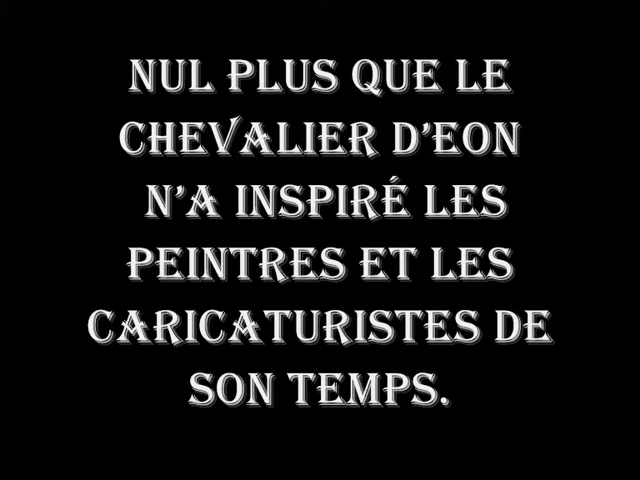 NUL PLUS QUE LE
CHEVALIER D’EON
N’A INSPIRÉ LES
PEINTRES ET LES
CARICATURISTES DE
SON TEMPS.